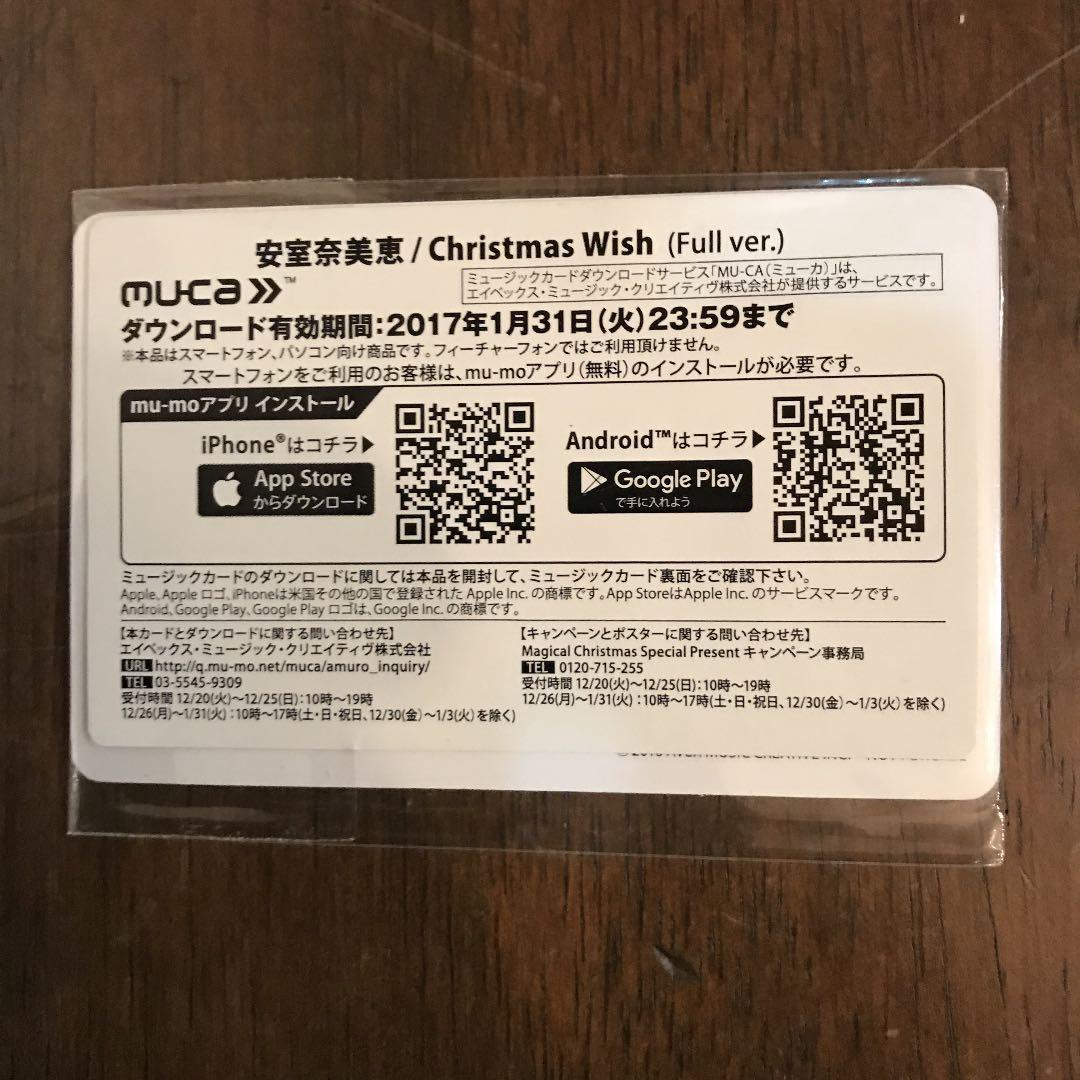 安室奈美恵 / Christmas Wish (Full ver.)
mu-ca ™
ミュージックカードダウンロードサービス「MU-CA（ミューカ）」は、
エイベックス・ミュージック・クリエイティヴ株式会社が提供するサービスです。
ダウンロード有効期間：2017年1月31日（火）23:59まで
※本品はスマートフォン、パソコン向け商品です。フィーチャーフォンではご利用頂けません。
スマートフォンをご利用のお客様は、mu-moアプリ（無料）のインストールが必要です。
mu-moアプリ インストール
iPhone®はコチラ▶
App Store
からダウンロード
Android™はコチラ▶
Google Play
で手に入れよう
ミュージックカードのダウンロードに関しては本品を開封して、ミュージックカード裏面をご確認下さい。
Apple、Apple ロゴ、iPhoneは米国その他の国で登録された Apple Inc. の商標です。App StoreはApple Inc. のサービスマークです。
Android、Google Play、Google Play ロゴは、Google Inc. の商標です。
【本カードとダウンロードに関する問い合わせ先】
エイベックス・ミュージック・クリエイティヴ株式会社
URL http://q.mu-mo.net/muca/amuro_inquiry/
TEL 03-5545-9309
受付時間 12/20(火)～12/25(日)：10時～19時
12/26(月)～1/31(火)：10時～17時(土・日・祝日、12/30(金)～1/3(火)を除く)
【キャンペーンとポスターに関する問い合わせ先】
Magical Christmas Special Present キャンペーン事務局
TEL 0120-715-255
受付時間 12/20(火)～12/25(日)：10時～19時
12/26(月)～1/31(火)：10時～17時(土・日・祝日、12/30(金)～1/3(火)を除く)